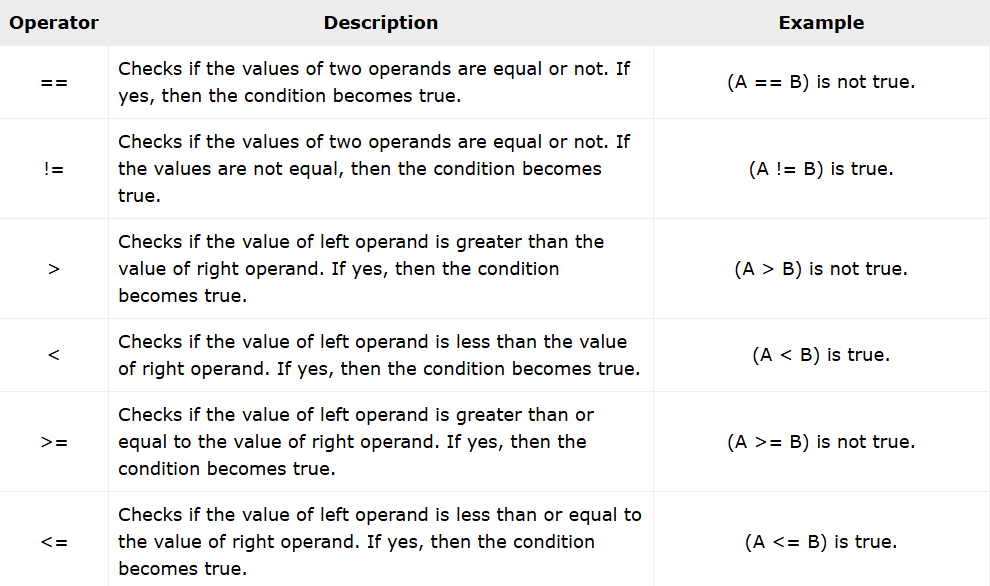 Operator Description Example
== Checks if the values of two operands are equal or not. If
yes, then the condition becomes true.
(A == B) is not true.
!= Checks if the values of two operands are equal or not. If
the values are not equal, then the condition becomes
true.
(A != B) is true.
> Checks if the value of left operand is greater than the
value of right operand. If yes, then the condition
becomes true.
(A > B) is not true.
< Checks if the value of left operand is less than the value
of right operand. If yes, then the condition becomes true.
(A < B) is true.
>= Checks if the value of left operand is greater than or
equal to the value of right operand. If yes, then the
condition becomes true.
(A >= B) is not true.
<= Checks if the value of left operand is less than or equal to
the value of right operand. If yes, then the condition
becomes true.
(A <= B) is true.